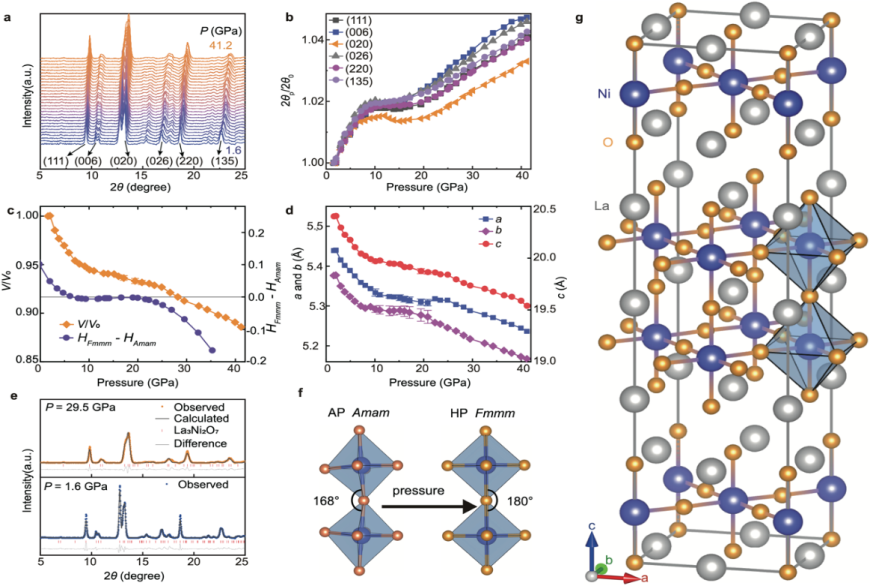 a
P (GPa)
41.2
1.6
Intensity(a.u.)
(111) (006) (020) (026) (220) (135)
5 10 15 20 25
2θ (degree)
b
(111)
(006)
(020)
(026)
(220)
(135)
2θp/2θ0
1.04
1.02
1.00
0 10 20 30 40
Pressure (GPa)
c
V/V₀
1.00
0.95
0.90
0.85
0.2
0.1
0.0
-0.1
-0.2
HFmmm - HAmam
V/V₀
HFmmm - HAmam
0 10 20 30 40
Pressure (GPa)
d
a
b
c
a and b (Å)
5.5
5.4
5.3
5.2
20.5
20.0
19.5
19.0
c (Å)
0 10 20 30 40
Pressure (GPa)
e
P = 29.5 GPa
Observed
Calculated
La₃Ni₂O₇
Difference
P = 1.6 GPa
Observed
Intensity(a.u.)
5 10 15 20 25
2θ (degree)
f
AP Amam
HP Fmmm
168°
pressure
180°
g
Ni
O
La
c
b
a